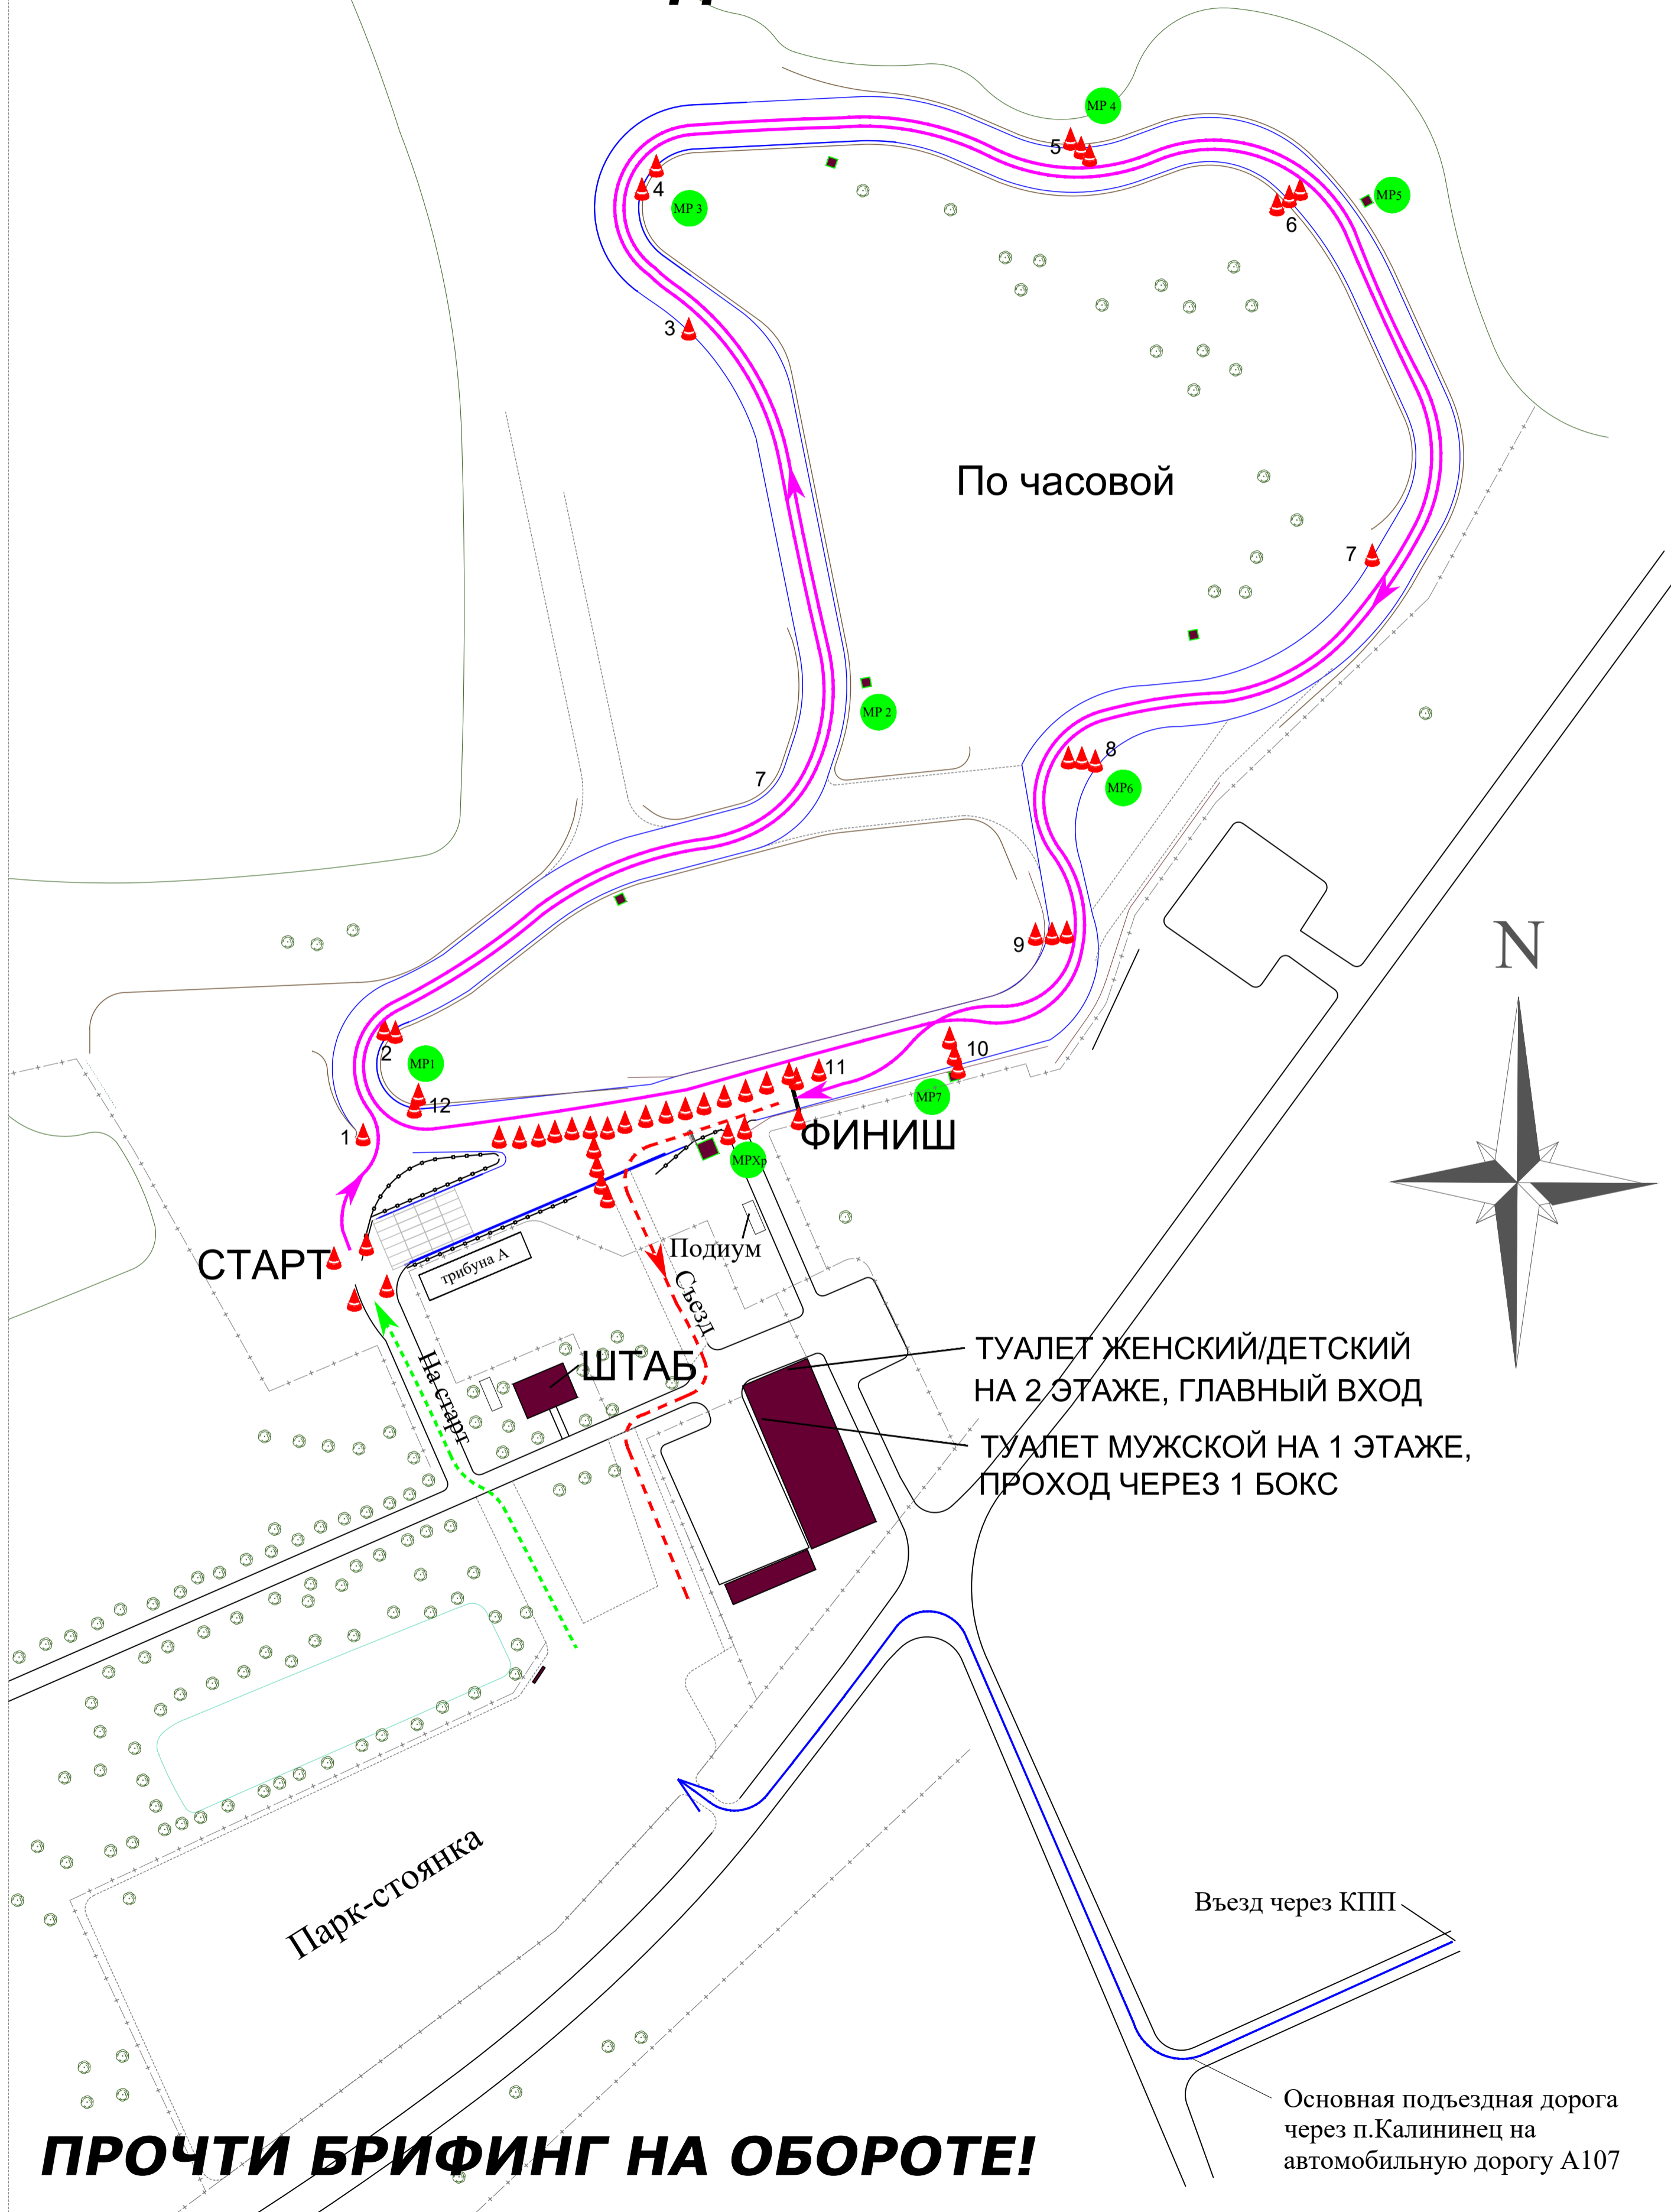 МР 4
5
4
МР 3
МР5
6
3
По часовой
7
МР 2
7
8
МР6
9
N
2
МР1
10
11
МР7
12
1
ФИНИШ
МРХр
Подиум
СТАРТ
трибуна А
Съезд
На старт
ШТАБ
ТУАЛЕТ ЖЕНСКИЙ/ДЕТСКИЙ
НА 2 ЭТАЖЕ, ГЛАВНЫЙ ВХОД
ТУАЛЕТ МУЖСКОЙ НА 1 ЭТАЖЕ,
ПРОХОД ЧЕРЕЗ 1 БОКС
Парк-стоянка
Въезд через КПП
Основная подъездная дорога
через п.Калининец на
автомобильную дорогу А107
ПРОЧТИ БРИФИНГ НА ОБОРОТЕ!